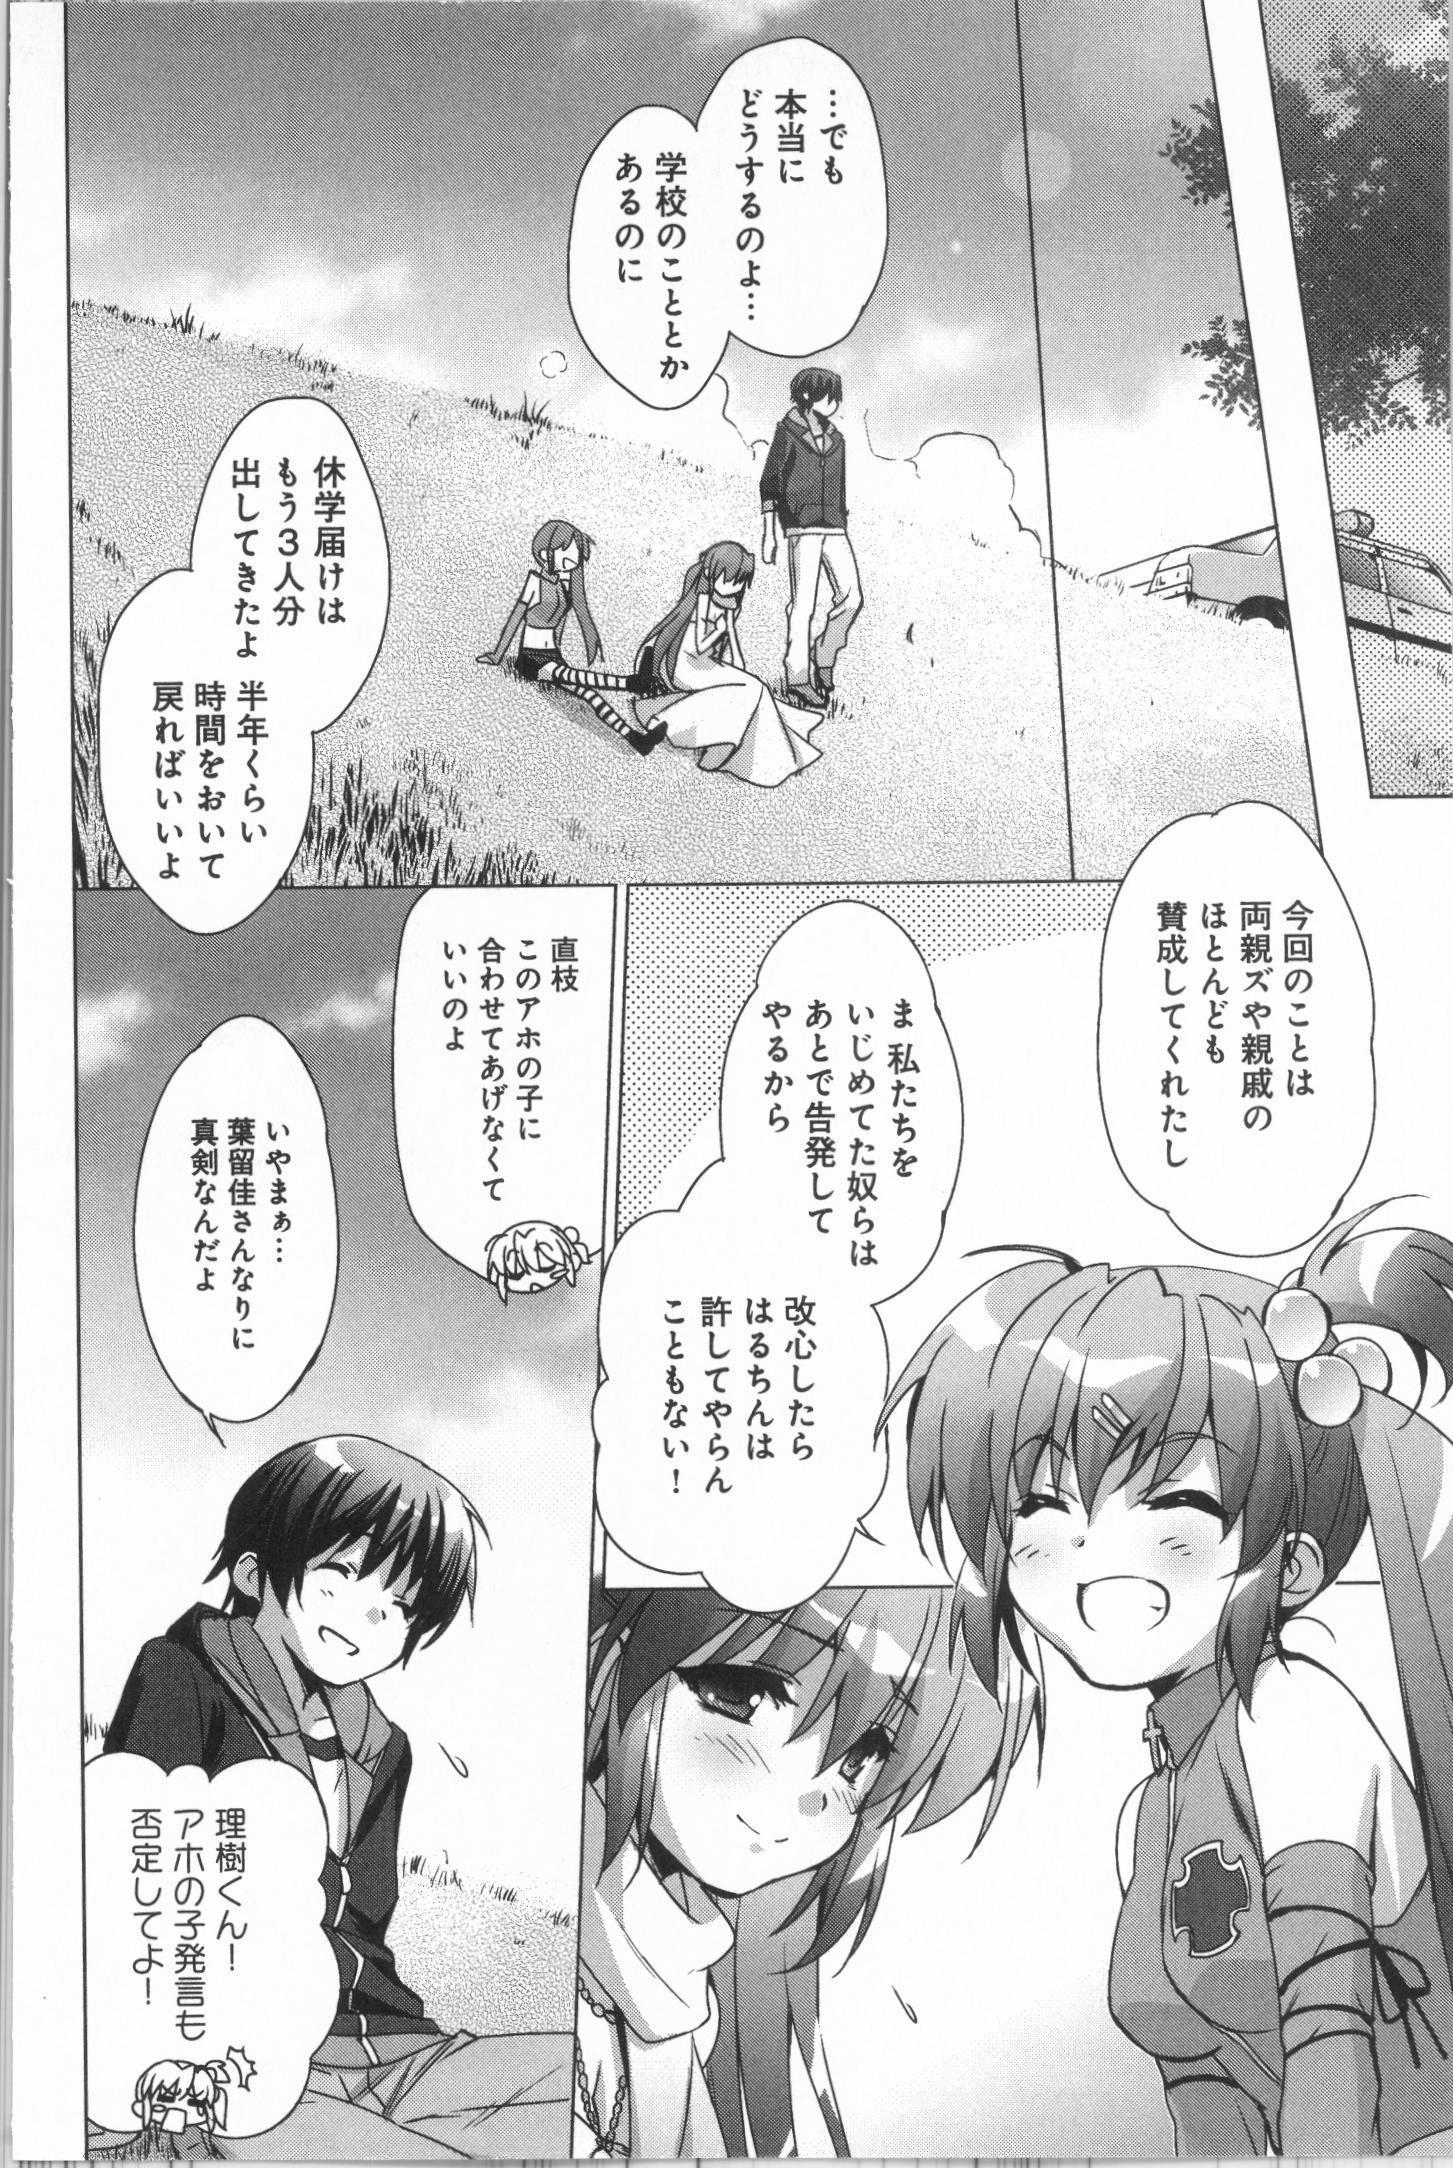 …でも
本当に
どうするのよ…
学校のこととか
あるのに
休学届けは
もう3人分
出してきたよ
半年くらい
時間をおいて
戻ればいいよ
今回のことは
両親ズや親戚の
ほとんども
賛成してくれたし
ま 私たちを
いじめてた奴らは
あとで告発して
やるから
改心したら
はるちんは
許してやらん
こともない!
直枝
このアホの子に
合わせてあげなくて
いいのよ
いやまぁ…
葉留佳さんなりに
真剣なんだよ
理樹くん!
アホの子発言も
否定してよ!